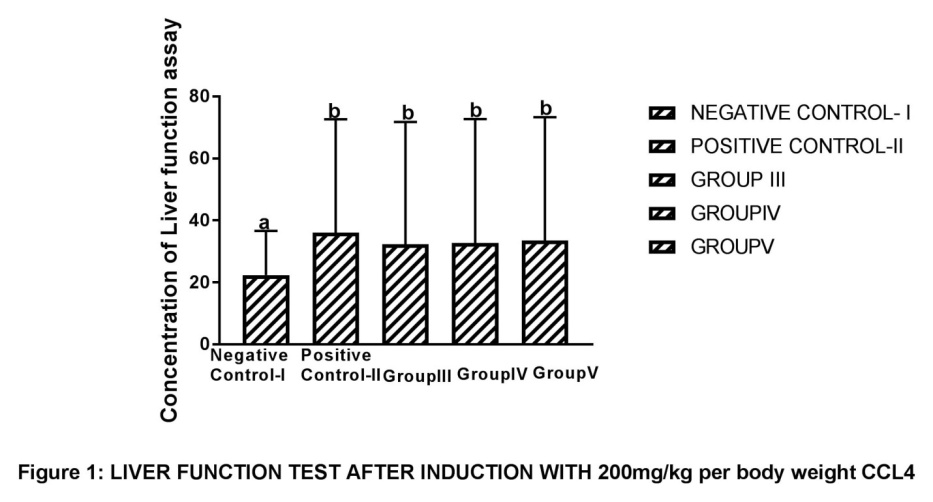 Concentration of Liver function assay
80
60
40
20
0
a
b
b
b
b
Negative
Control-I
Positive
Control-II
GroupIII
GroupIV
GroupV
NEGATIVE CONTROL- I
POSITIVE CONTROL-II
GROUP III
GROUPIV
GROUPV
Figure 1: LIVER FUNCTION TEST AFTER INDUCTION WITH 200mg/kg per body weight CCL4